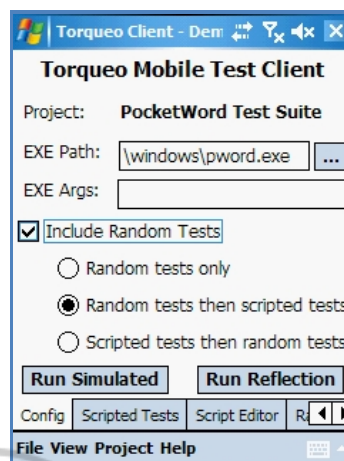 Torqueo Client - Dem
Torqueo Mobile Test Client
Project: PocketWord Test Suite
EXE Path: \windows\pword.exe ...
EXE Args:
Include Random Tests
Random tests only
Random tests then scripted tests
Scripted tests then random tests
Run Simulated Run Reflection
Config Scripted Tests Script Editor Ra
File View Project Help